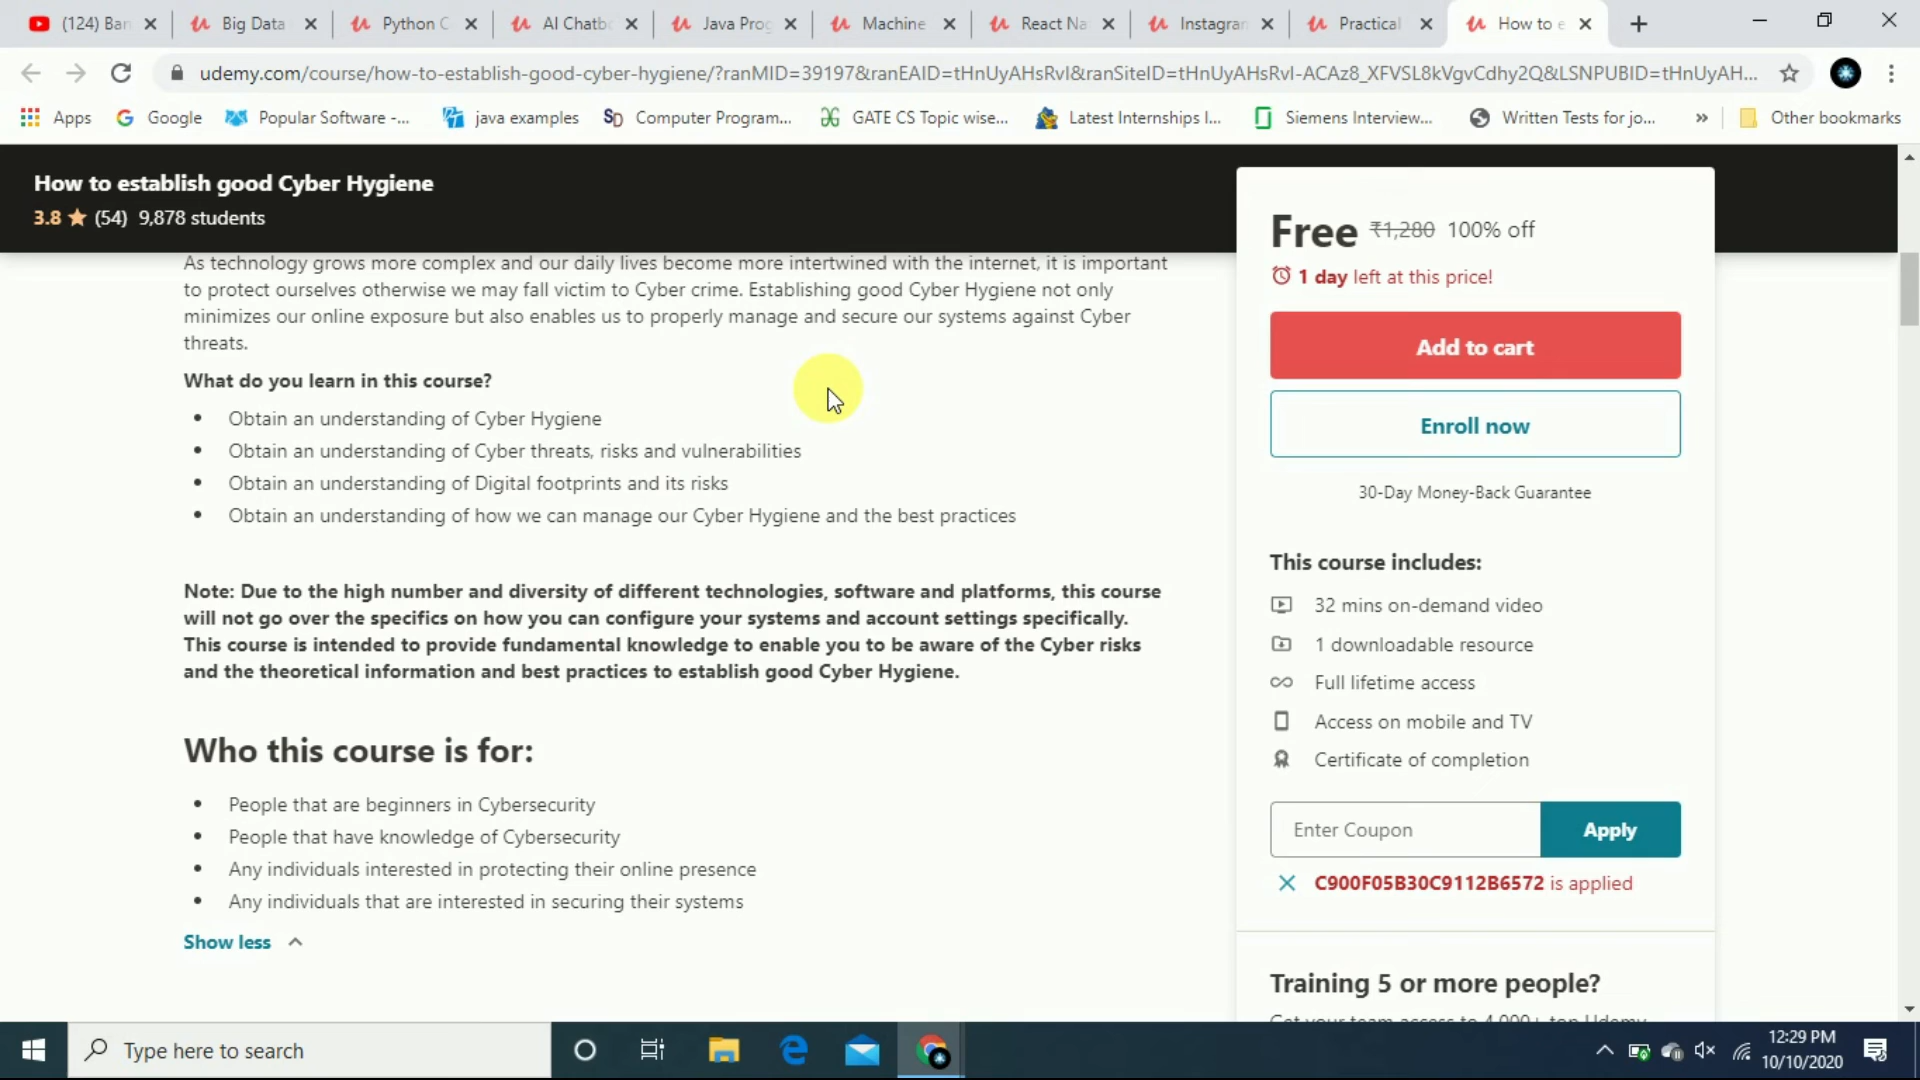 (124) Ban
Big Data
Python C
AI Chatb
Java Prog
Machine
React Na
Instagram
Practical
How to e
udemy.com/course/how-to-establish-good-cyber-hygiene/?ranMID=39197&ranEAID=tHnUyAHsRvI&ranSiteID=tHnUyAHsRvI-ACAz8_XFVSL8kVgvCdhy2Q&LSNPUBID=tHnUyAH...
Apps
Google
Popular Software -...
java examples
Computer Program...
GATE CS Topic wise...
Latest Internships I...
Siemens Interview...
Written Tests for jo...
»
Other bookmarks
How to establish good Cyber Hygiene
3.8 ★ (54) 9,878 students
As technology grows more complex and our daily lives become more intertwined with the internet, it is important
to protect ourselves otherwise we may fall victim to Cyber crime. Establishing good Cyber Hygiene not only
minimizes our online exposure but also enables us to properly manage and secure our systems against Cyber
threats.
What do you learn in this course?
• Obtain an understanding of Cyber Hygiene
• Obtain an understanding of Cyber threats, risks and vulnerabilities
• Obtain an understanding of Digital footprints and its risks
• Obtain an understanding of how we can manage our Cyber Hygiene and the best practices
Note: Due to the high number and diversity of different technologies, software and platforms, this course
will not go over the specifics on how you can configure your systems and account settings specifically.
This course is intended to provide fundamental knowledge to enable you to be aware of the Cyber risks
and the theoretical information and best practices to establish good Cyber Hygiene.
Who this course is for:
• People that are beginners in Cybersecurity
• People that have knowledge of Cybersecurity
• Any individuals interested in protecting their online presence
• Any individuals that are interested in securing their systems
Show less
Free ₹1,280 100% off
1 day left at this price!
Add to cart
Enroll now
30-Day Money-Back Guarantee
This course includes:
32 mins on-demand video
1 downloadable resource
Full lifetime access
Access on mobile and TV
Certificate of completion
Enter Coupon
Apply
C900F05B30C9112B6572 is applied
Training 5 or more people?
Get your team access to 4,000+ top Udemy
Type here to search
12:29 PM
10/10/2020